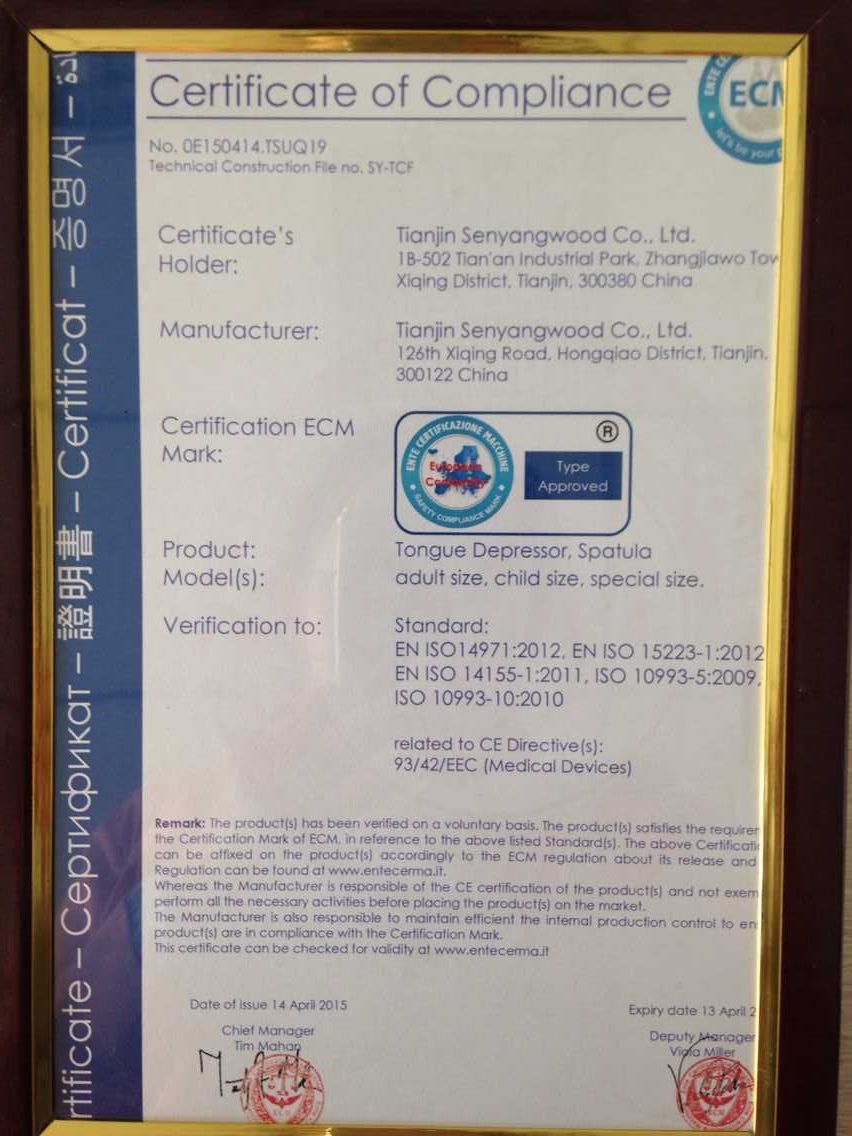 Certificate of Compliance
ECM
No. 0E150414.TSUQ19
Technical Construction File no. SY-TCF
Certificate's Holder:
Tianjin Senyangwood Co., Ltd.
1B-502 Tian'an Industrial Park, Zhangjiawo Tow
Xiqing District, Tianjin, 300380 China
Manufacturer:
Tianjin Senyangwood Co., Ltd.
126th Xiqing Road, Hongqiao District, Tianjin,
300122 China
Certification ECM
Mark:
ENTE CERTIFICAZIONE MACCHINE
European
Conformity
SAFETY COMPLIANCE MARK
®
Type
Approved
Product:
Tongue Depressor, Spatula
Model(s):
adult size, child size, special size.
Verification to:
Standard:
EN ISO14971:2012, EN ISO 15223-1:2012
EN ISO 14155-1:2011, ISO 10993-5:2009,
ISO 10993-10:2010
related to CE Directive(s):
93/42/EEC (Medical Devices)
Remark: The product(s) has been verified on a voluntary basis. The product(s) satisfies the requirem
the Certification Mark of ECM, in reference to the above listed Standard(s). The above Certificati
can be affixed on the product(s) accordingly to the ECM regulation about its release and
Regulation can be found at www.entecerma.it.
Whereas the Manufacturer is responsible of the CE certification of the product(s) and not exem
perform all the necessary activities before placing the product(s) on the market.
The Manufacturer is also responsible to maintain efficient the internal production control to en
product(s) are in compliance with the Certification Mark.
This certificate can be checked for validity at www.entecerma.it
Date of issue 14 April 2015
Expiry date 13 April 2
Chief Manager
Tim Mahan
Deputy Manager
Viola Miller
rtificate – Сертификат – 證明書 – Certificat – 증명서 –